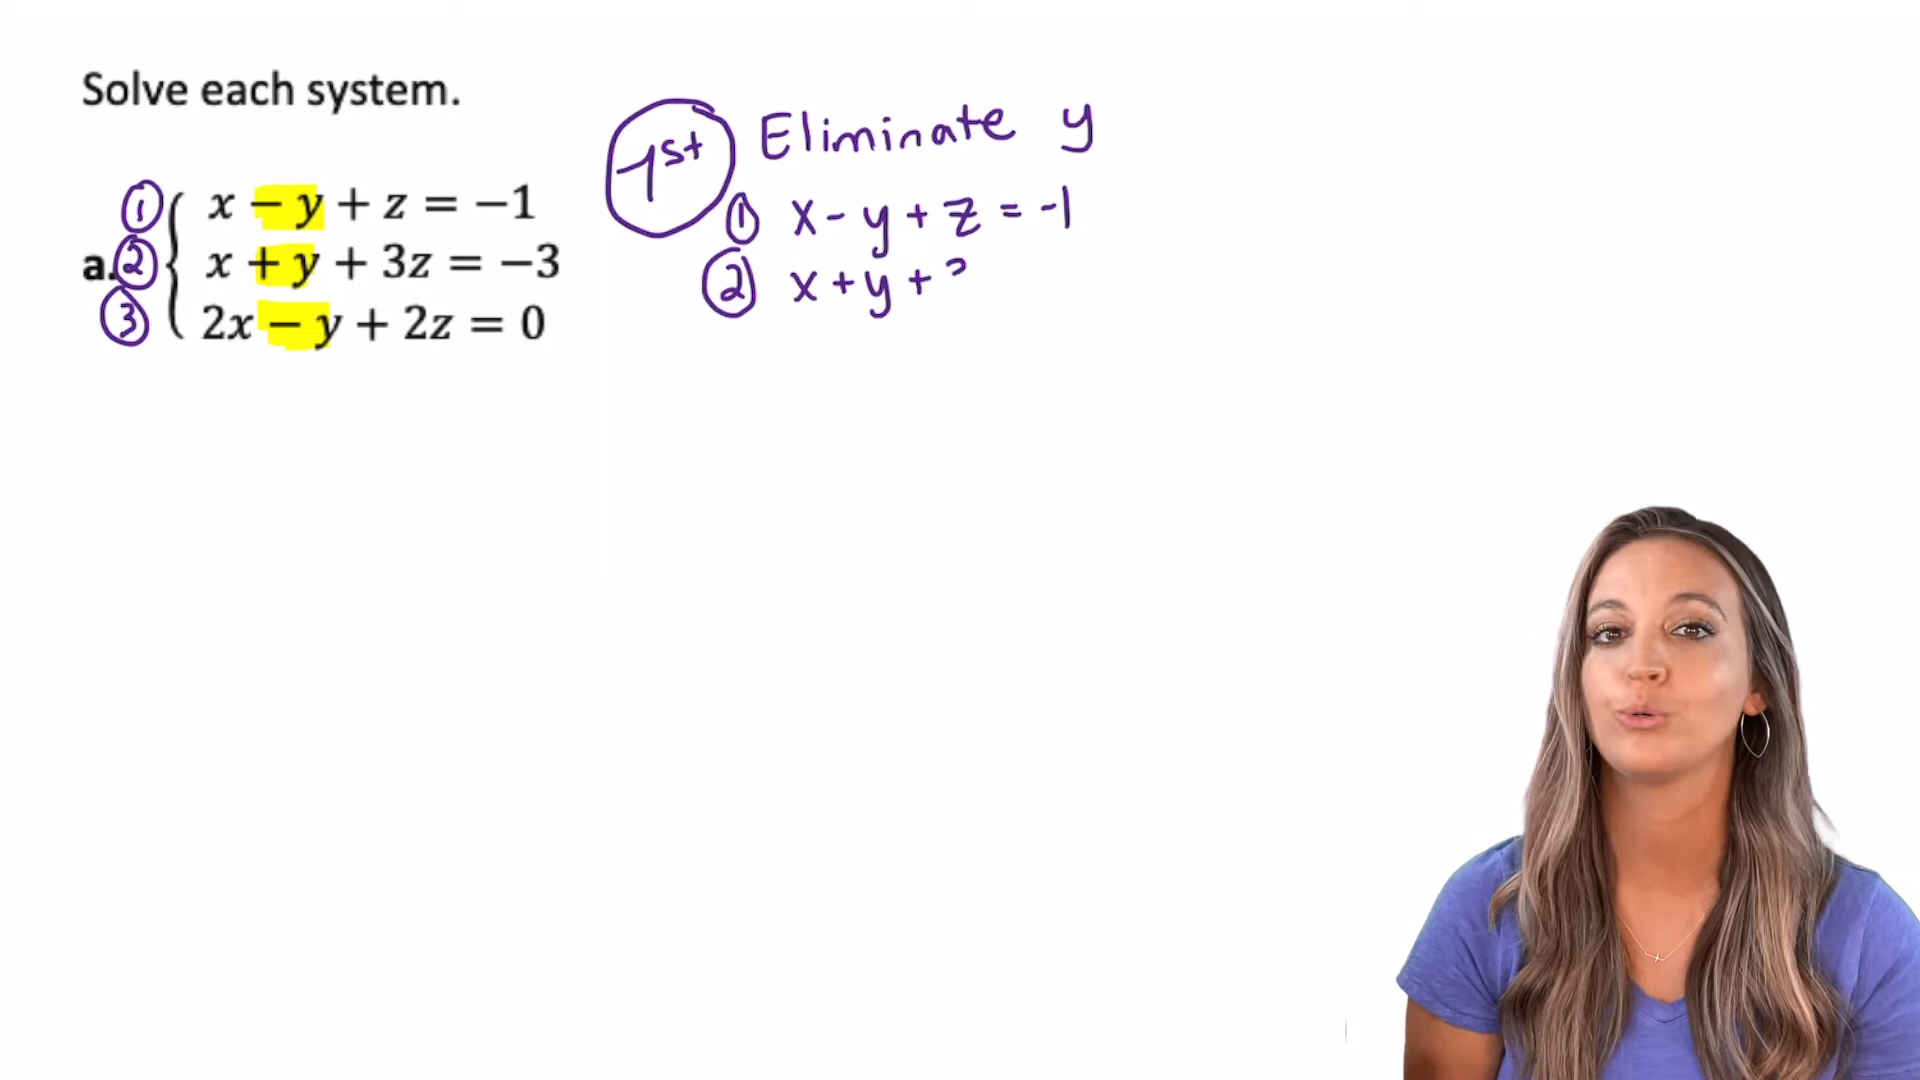 Solve each system.
1st Eliminate y
① x − y + z = −1
a. ② x + y + 3z = −3
③ 2x − y + 2z = 0
① x - y + z = -1
② x + y +